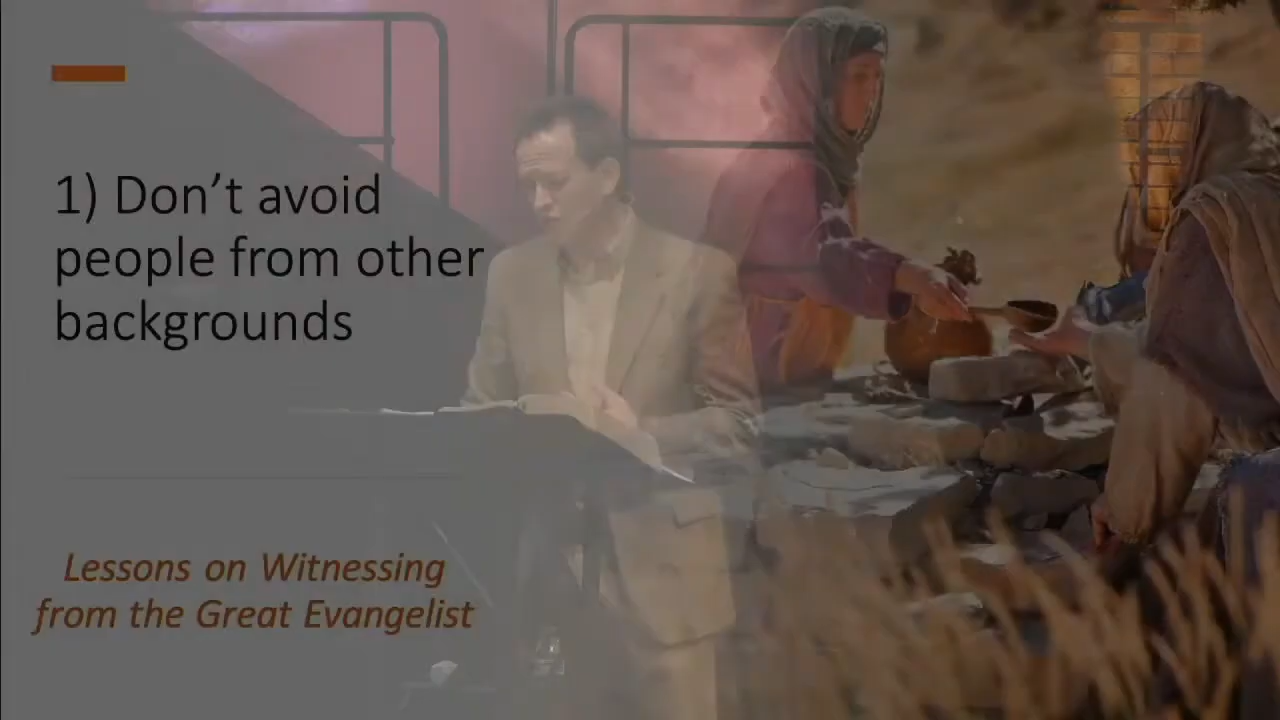 1) Don’t avoid
people from other
backgrounds
Lessons on Witnessing
from the Great Evangelist